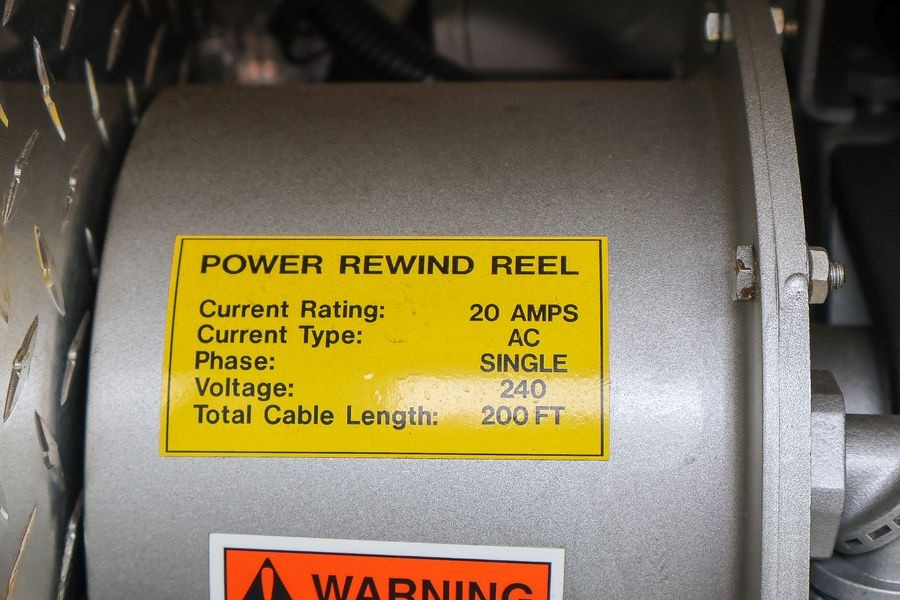 POWER REWIND REEL
Current Rating: 20 AMPS
Current Type: AC
Phase: SINGLE
Voltage: 240
Total Cable Length: 200 FT
WARNING